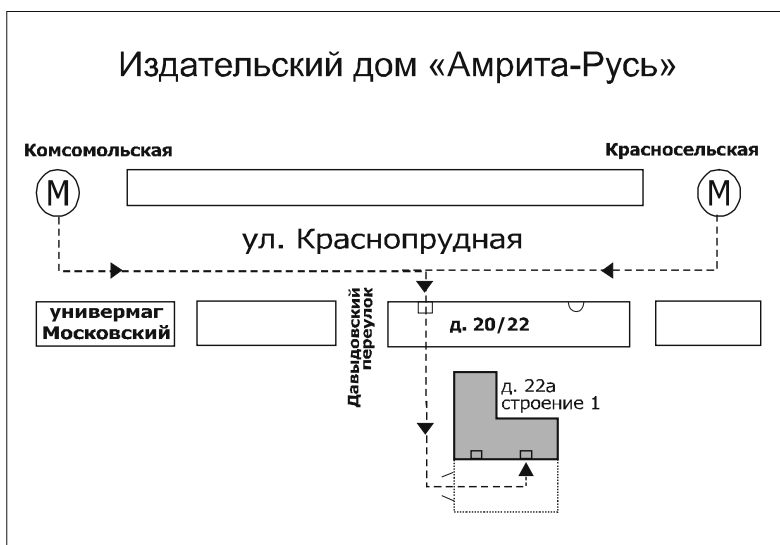 Издательский дом «Амрита-Русь»
Комсомольская
Красносельская
М
М
ул. Краснопрудная
универмаг
Московский
Давыдовский
переулок
д. 20/22
д. 22а
строение 1